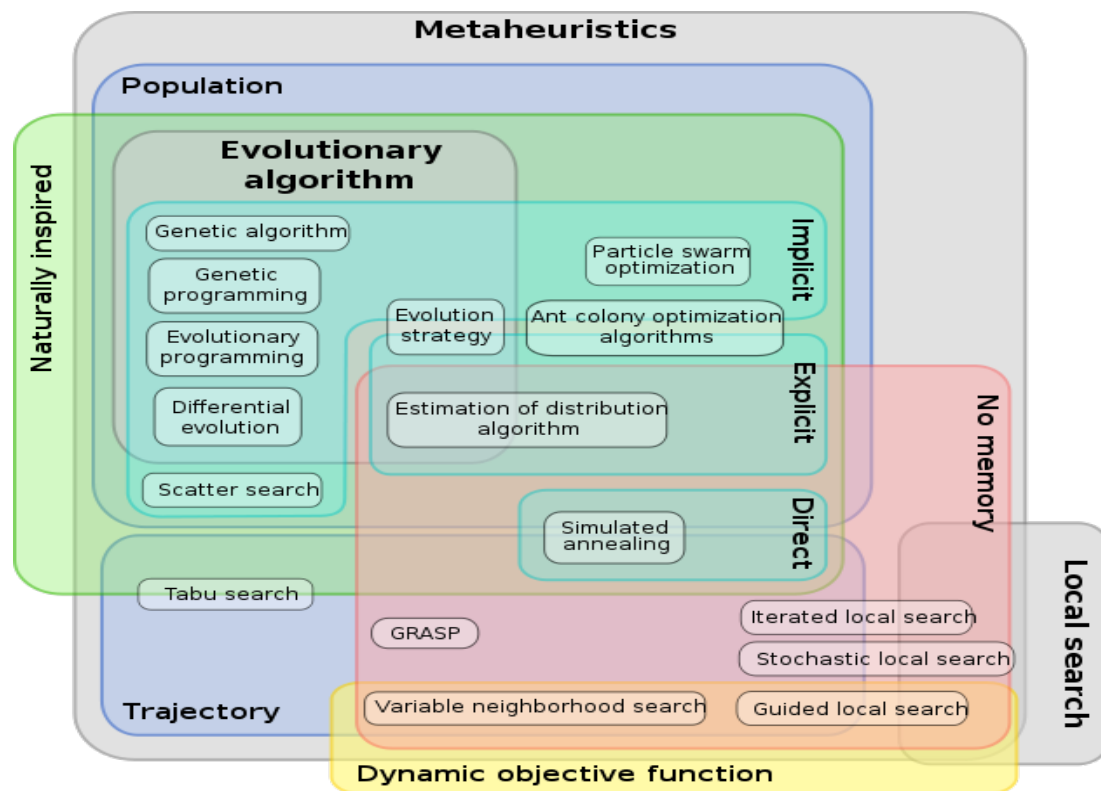 Metaheuristics
Population
Naturally inspired
Evolutionary
algorithm
Implicit
Genetic algorithm
Particle swarm
optimization
Genetic
programming
Evolution
strategy
Ant colony optimization
algorithms
Evolutionary
programming
Explicit
Differential
evolution
Estimation of distribution
algorithm
No memory
Scatter search
Direct
Simulated
annealing
Local search
Tabu search
GRASP
Iterated local search
Stochastic local search
Trajectory
Variable neighborhood search
Guided local search
Dynamic objective function